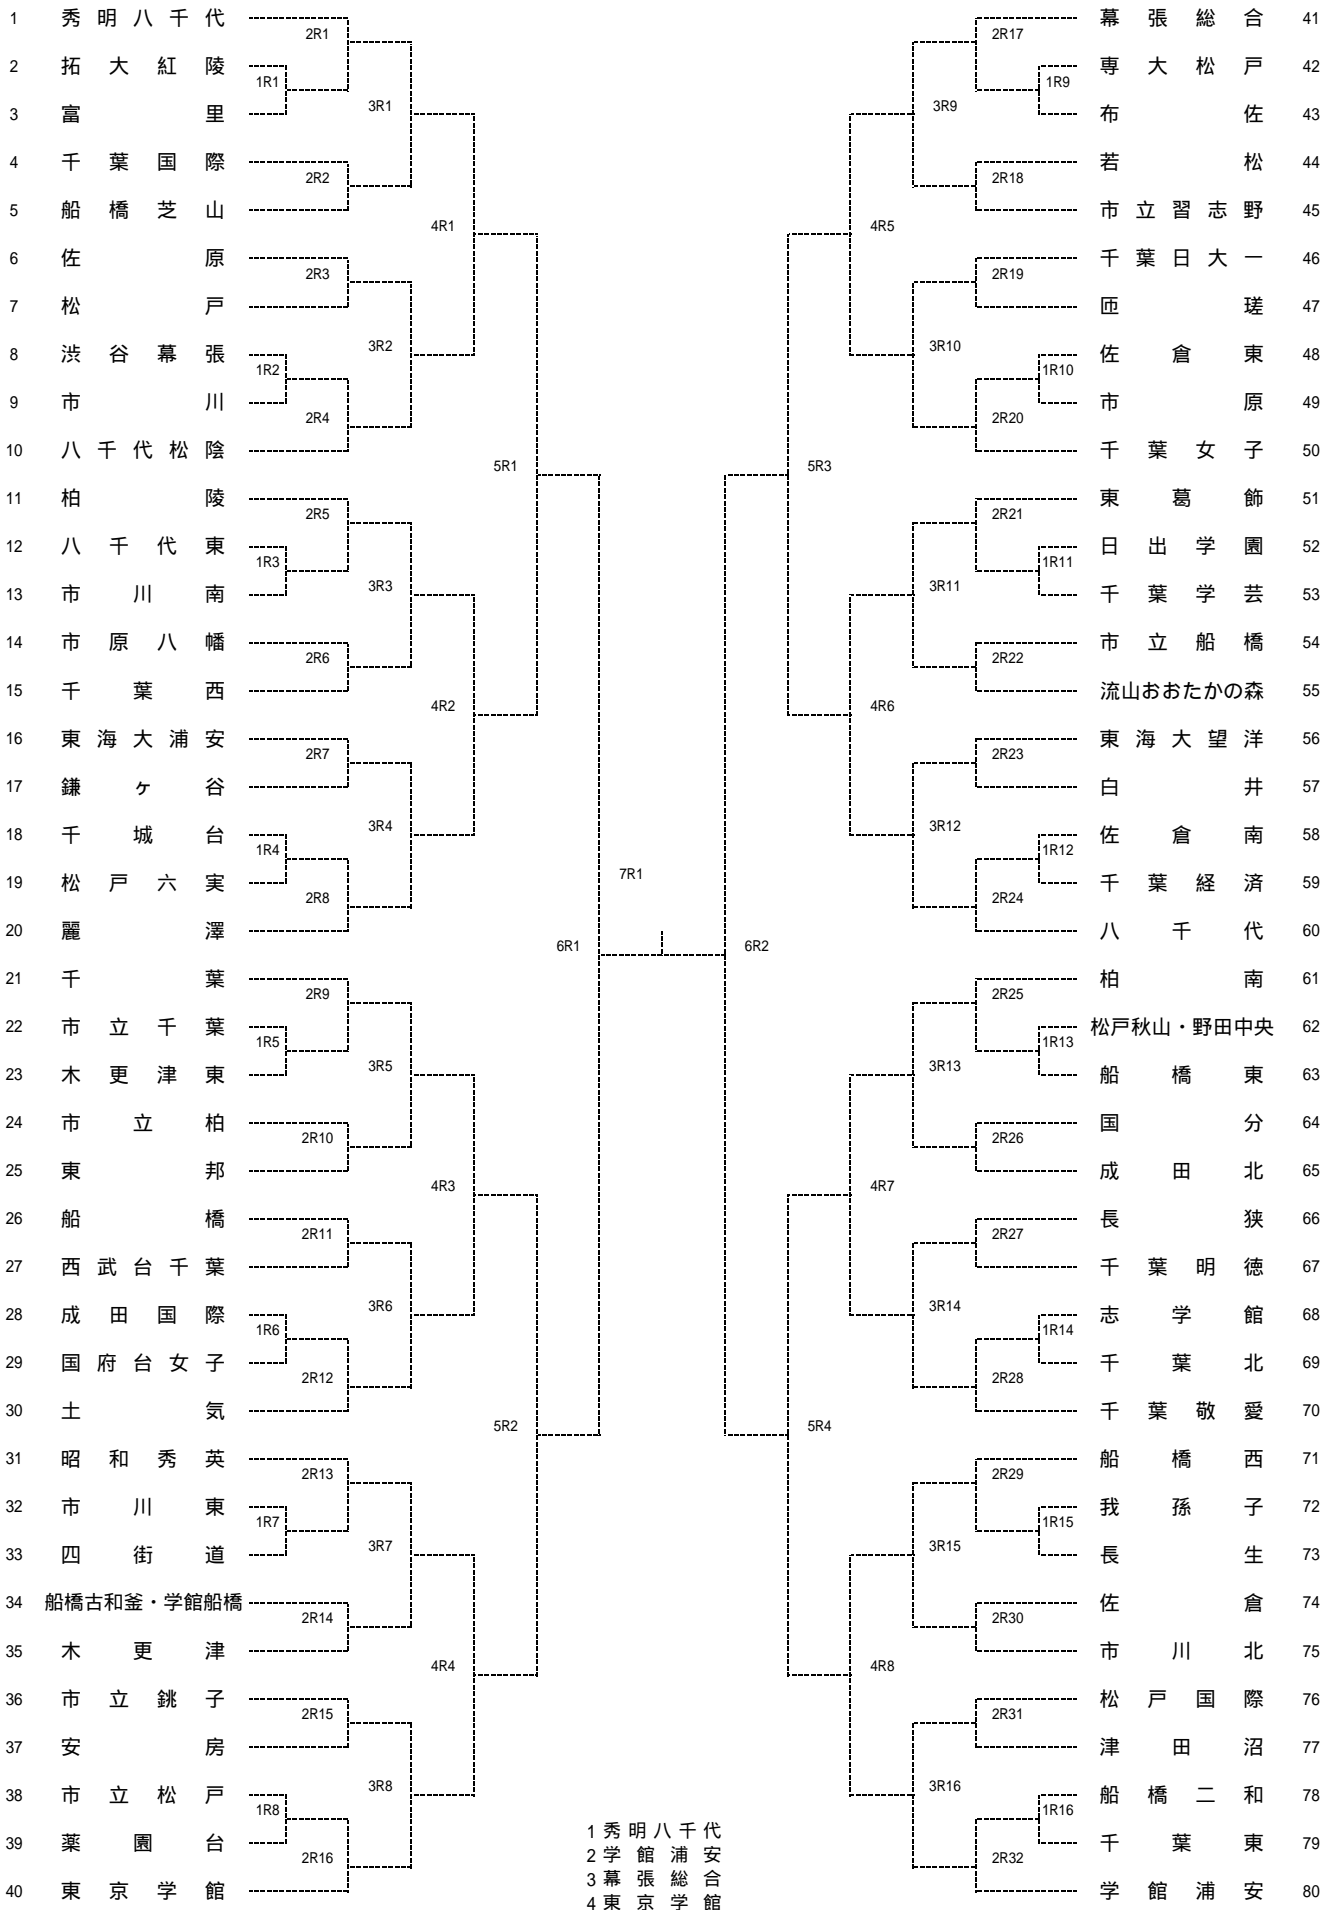 1 秀明八千代
2R1
2 拓大紅陵
1R1
3 富里
3R1
4 千葉国際
2R2
5 船橋芝山
4R1
6 佐原
2R3
7 松戸
3R2
8 渋谷幕張
1R2
9 市川
2R4
10 八千代松陰
5R1
11 柏陵
2R5
12 八千代東
1R3
13 市川南
3R3
14 市原八幡
2R6
15 千葉西
4R2
16 東海大浦安
2R7
17 鎌ヶ谷
3R4
18 千城台
1R4
19 松戸六実
2R8
20 麗澤
6R1
21 千葉
2R9
22 市立千葉
1R5
23 木更津東
3R5
24 市立柏
2R10
25 東邦
4R3
26 船橋
2R11
27 西武台千葉
3R6
28 成田国際
1R6
29 国府台女子
2R12
30 土気
5R2
31 昭和秀英
2R13
32 市川東
1R7
33 四街道
3R7
34 船橋古和釜・学館船橋
2R14
35 木更津
4R4
36 市立銚子
2R15
37 安房
3R8
38 市立松戸
1R8
39 薬園台
2R16
40 東京学館
7R1
幕張総合 41
2R17
専大松戸 42
1R9
布佐 43
3R9
若松 44
2R18
市立習志野 45
4R5
千葉日大一 46
2R19
匝瑳 47
3R10
佐倉東 48
1R10
市原 49
2R20
千葉女子 50
5R3
東葛飾 51
2R21
日出学園 52
1R11
千葉学芸 53
3R11
市立船橋 54
2R22
流山おおたかの森 55
4R6
東海大望洋 56
2R23
白井 57
3R12
佐倉南 58
1R12
千葉経済 59
2R24
八千代 60
6R2
柏南 61
2R25
松戸秋山・野田中央 62
1R13
船橋東 63
3R13
国分 64
2R26
成田北 65
4R7
長狭 66
2R27
千葉明徳 67
3R14
志学館 68
1R14
千葉北 69
2R28
千葉敬愛 70
5R4
船橋西 71
2R29
我孫子 72
1R15
長生 73
3R15
佐倉 74
2R30
市川北 75
4R8
松戸国際 76
2R31
津田沼 77
3R16
船橋二和 78
1R16
千葉東 79
2R32
学館浦安 80
1 秀明八千代
2 学館浦安
3 幕張総合
4 東京学館